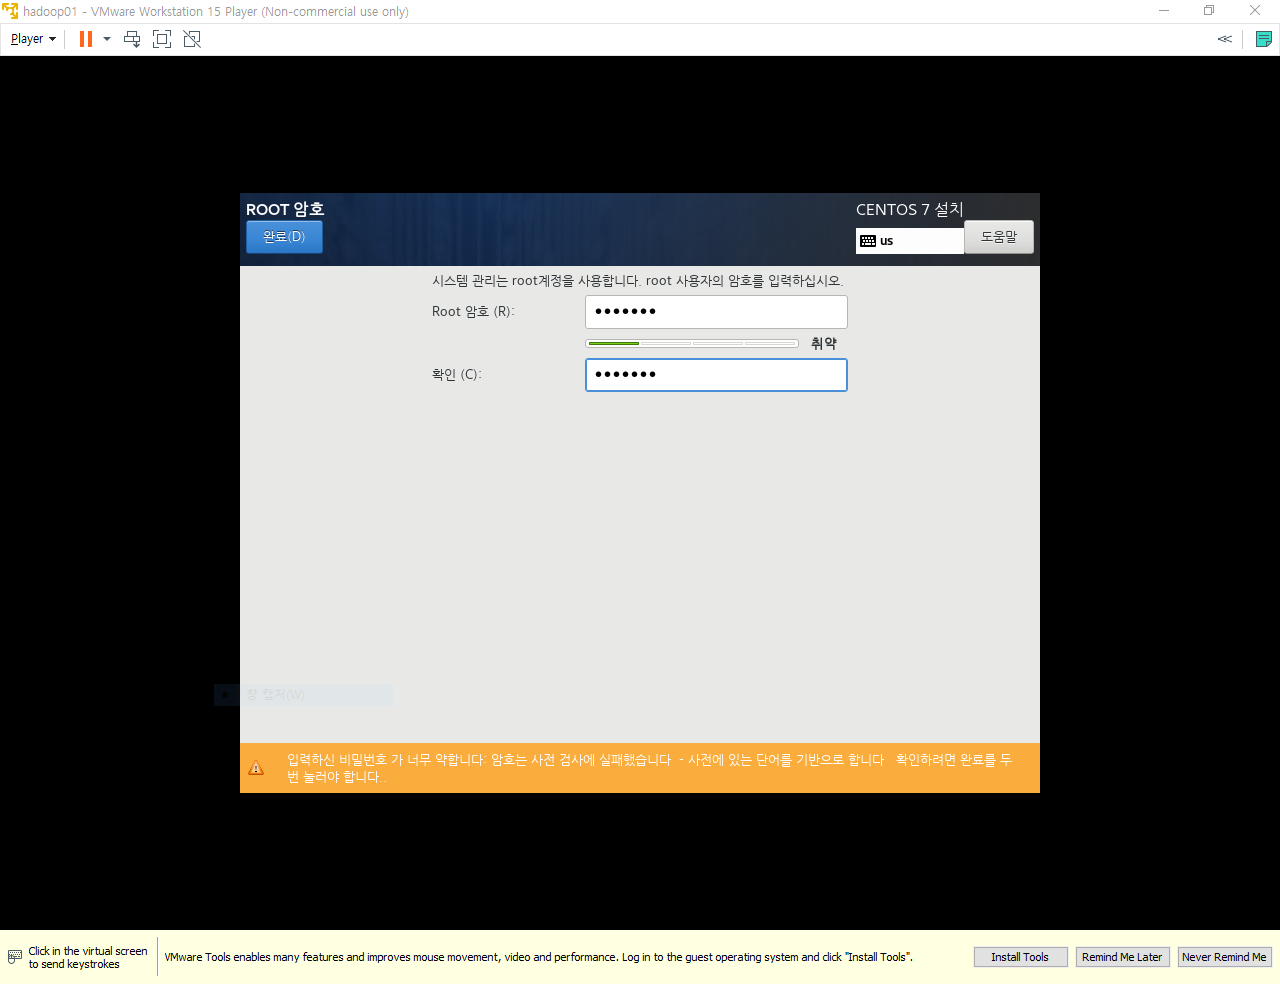 hadoop01 - VMware Workstation 15 Player (Non-commercial use only)
Player
ROOT 암호
CENTOS 7 설치
완료(D)
us
도움말
시스템 관리는 root계정을 사용합니다. root 사용자의 암호를 입력하십시오.
Root 암호 (R):
●●●●●●●
취약
확인 (C):
●●●●●●●
창 캡처(W)
입력하신 비밀번호 가 너무 약합니다: 암호는 사전 검사에 실패했습니다 - 사전에 있는 단어를 기반으로 합니다 확인하려면 완료를 두
번 눌러야 합니다..
Click in the virtual screen
to send keystrokes
VMware Tools enables many features and improves mouse movement, video and performance. Log in to the guest operating system and click "Install Tools".
Install Tools
Remind Me Later
Never Remind Me